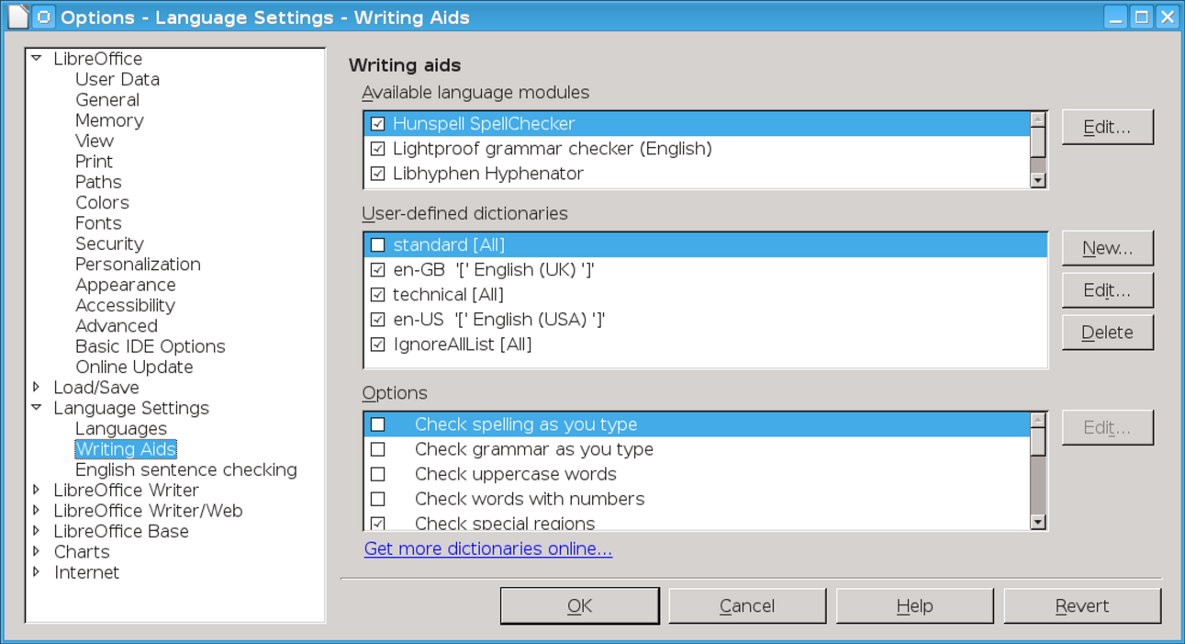 Options - Language Settings - Writing Aids
LibreOffice
User Data
General
Memory
View
Print
Paths
Colors
Fonts
Security
Personalization
Appearance
Accessibility
Advanced
Basic IDE Options
Online Update
Load/Save
Language Settings
Languages
Writing Aids
English sentence checking
LibreOffice Writer
LibreOffice Writer/Web
LibreOffice Base
Charts
Internet
Writing aids
Available language modules
Hunspell SpellChecker
Lightproof grammar checker (English)
Libhyphen Hyphenator
Edit...
User-defined dictionaries
standard [All]
en-GB '[' English (UK) ']'
technical [All]
en-US '[' English (USA) ']'
IgnoreAllList [All]
New...
Edit...
Delete
Options
Check spelling as you type
Check grammar as you type
Check uppercase words
Check words with numbers
Check special regions
Edit...
Get more dictionaries online...
OK
Cancel
Help
Revert